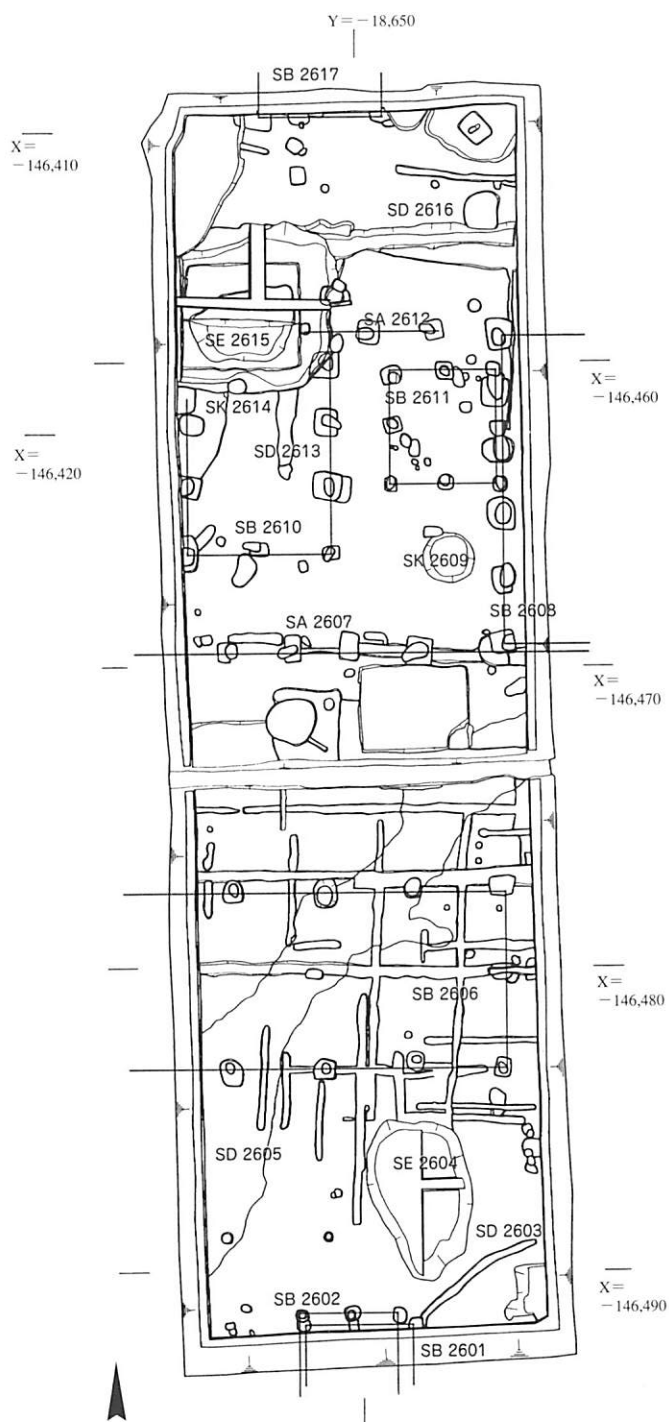 Y=−18,650
SB 2617
X=
−146,410
SD 2616
SA 2612
SE 2615
X=
−146,460
SB 2611
SK 2614
X=
−146,420
SD 2613
SB 2610
SK 2609
SB 2608
SA 2607
X=
−146,470
X=
−146,480
SB 2606
SD 2605
SE 2604
SD 2603
X=
−146,490
SB 2602
SB 2601